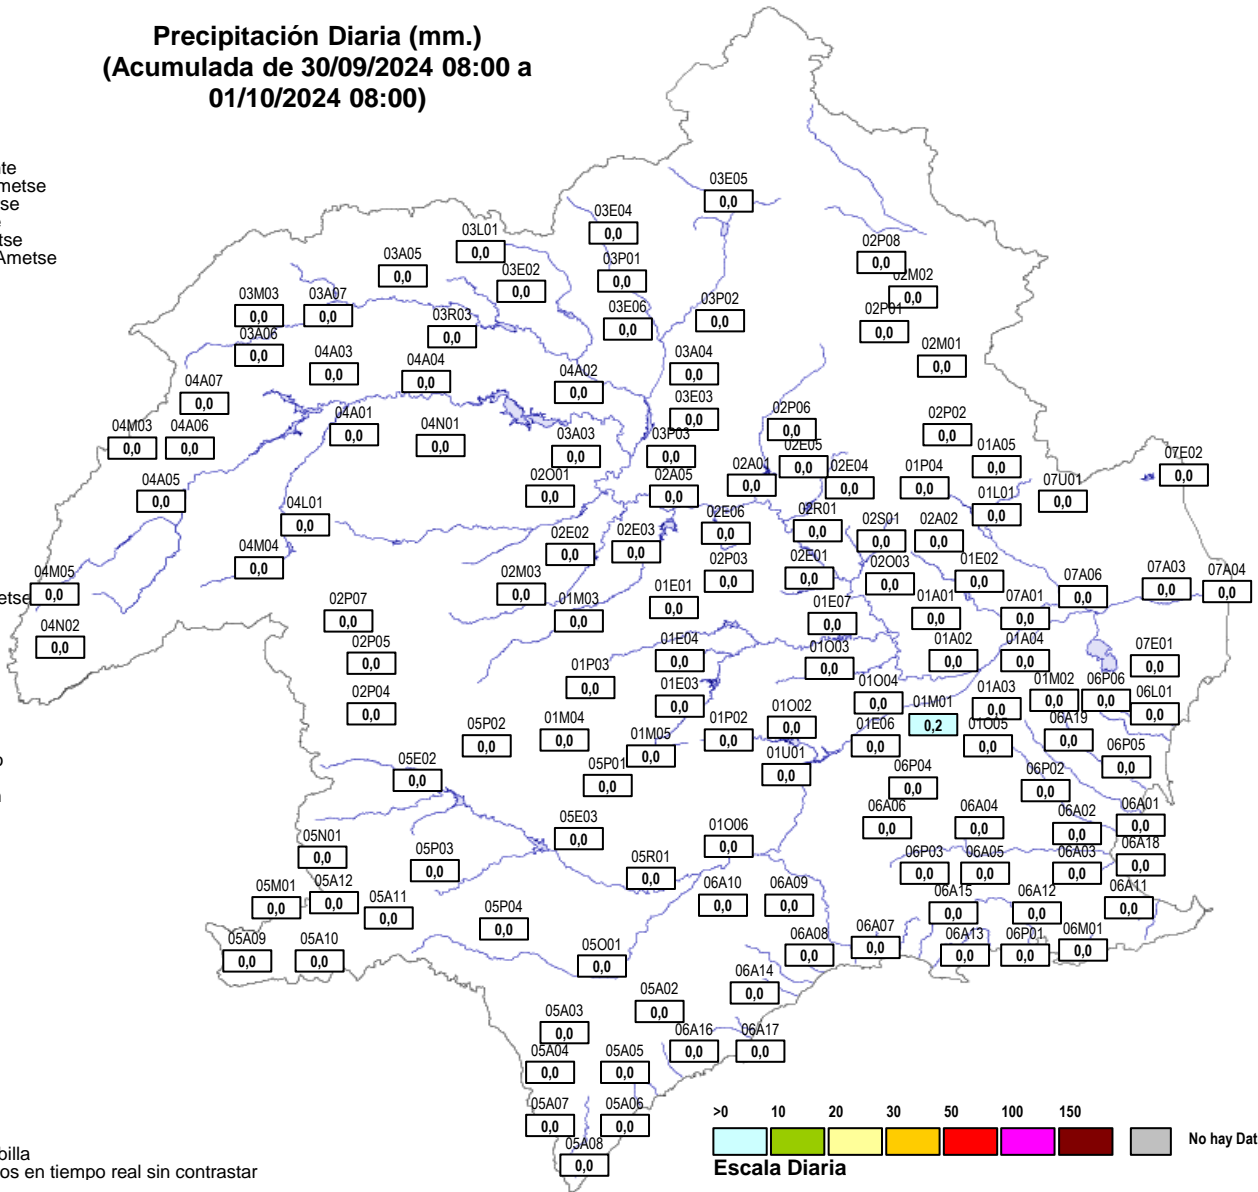 Precipitación Diaria (mm.)
(Acumulada de 30/09/2024 08:00 a
01/10/2024 08:00)
03E05
0,0
03E04
0,0
03L01
0,0
03A05
0,0
03P01
0,0
03E02
0,0
02P08
0,0
02M02
0,0
03M03
0,0
03A07
0,0
03R03
0,0
03E06
0,0
03P02
0,0
02P01
0,0
03A06
0,0
04A03
0,0
04A04
0,0
04A02
0,0
03A04
0,0
02M01
0,0
04A07
0,0
03E03
0,0
04M03
0,0
04A06
0,0
04A01
0,0
04N01
0,0
03A03
0,0
03P03
0,0
02P06
0,0
02E05
0,0
02P02
0,0
01A05
0,0
07E02
0,0
04A05
0,0
02O01
0,0
02A05
0,0
02A01
0,0
02E04
0,0
01P04
0,0
01L01
0,0
07U01
0,0
04L01
0,0
02E06
0,0
02R01
0,0
02S01
0,0
02A02
0,0
04M04
0,0
02E02
0,0
02E03
0,0
04M05
0,0
02M03
0,0
02P03
0,0
02E01
0,0
02O03
0,0
01E02
0,0
07A06
0,0
07A03
0,0
07A04
0,0
04N02
0,0
02P07
0,0
01M03
0,0
01E01
0,0
01E07
0,0
01A01
0,0
07A01
0,0
02P05
0,0
01E04
0,0
01O03
0,0
01A02
0,0
01A04
0,0
07E01
0,0
02P04
0,0
01P03
0,0
01E03
0,0
01O04
0,0
01M01
0,2
01A03
0,0
01M02
0,0
06P06
0,0
06L01
0,0
05P02
0,0
01M04
0,0
01M05
0,0
01P02
0,0
01O02
0,0
01E06
0,0
01O05
0,0
06A19
0,0
06P05
0,0
05E02
0,0
05P01
0,0
01U01
0,0
06P04
0,0
06P02
0,0
05E03
0,0
01O06
0,0
06A06
0,0
06A04
0,0
06A02
0,0
06A01
0,0
05N01
0,0
05P03
0,0
05R01
0,0
06P03
0,0
06A05
0,0
06A03
0,0
06A18
0,0
05M01
0,0
05A12
0,0
05A11
0,0
05P04
0,0
06A10
0,0
06A09
0,0
06A15
0,0
06A12
0,0
06A11
0,0
05A09
0,0
05A10
0,0
05O01
0,0
06A08
0,0
06A07
0,0
06A13
0,0
06P01
0,0
06M01
0,0
06A14
0,0
05A02
0,0
05A03
0,0
06A16
0,0
06A17
0,0
05A04
0,0
05A05
0,0
05A07
0,0
05A06
0,0
05A08
0,0
>0 10 20 30 50 100 150
No hay Dat
Escala Diaria
os en tiempo real sin contrastar